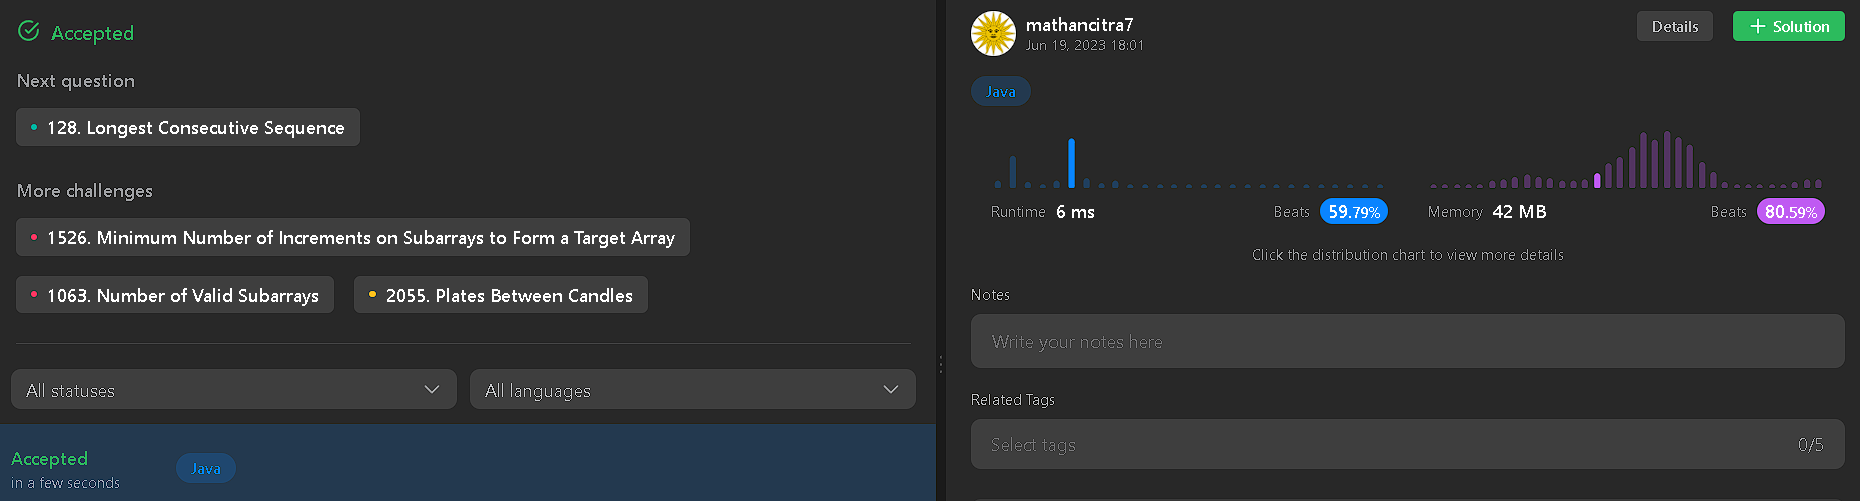 Accepted
Next question
128. Longest Consecutive Sequence
More challenges
1526. Minimum Number of Increments on Subarrays to Form a Target Array
1063. Number of Valid Subarrays
2055. Plates Between Candles
All statuses
All languages
Accepted
in a few seconds
Java
mathancitra7
Jun 19, 2023 18:01
Details
+ Solution
Java
Runtime 6 ms
Beats 59.79%
Memory 42 MB
Beats 80.59%
Click the distribution chart to view more details
Notes
Write your notes here
Related Tags
Select tags
0/5